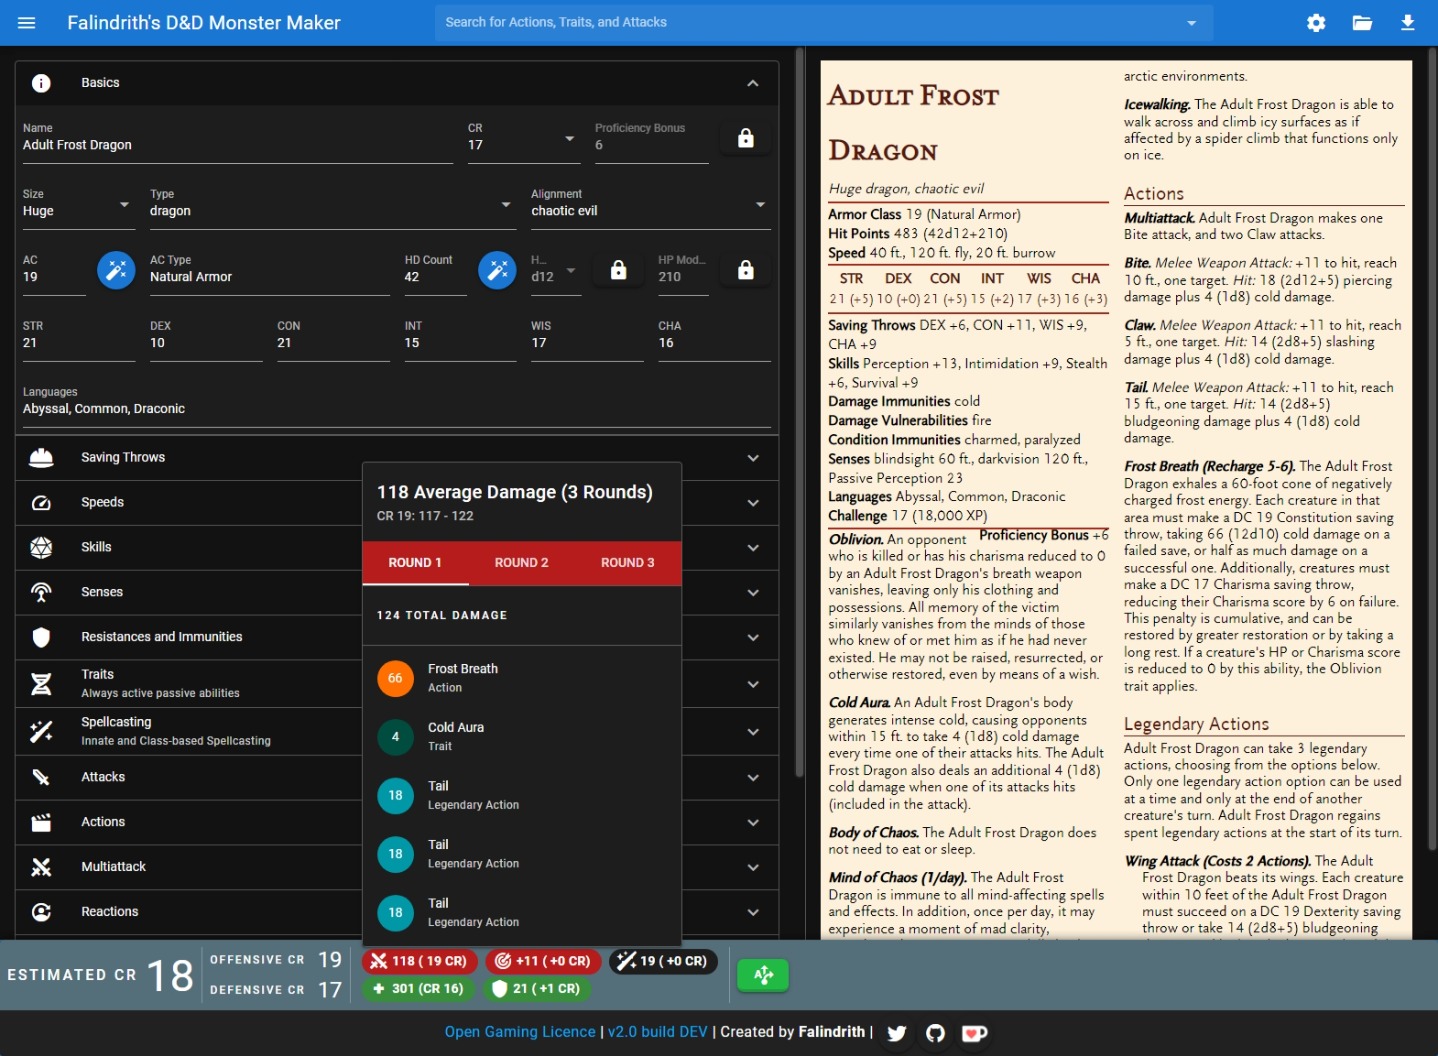 Falindrith's D&D Monster Maker
Search for Actions, Traits, and Attacks
Basics
Name
Adult Frost Dragon
CR
17
Proficiency Bonus
6
Size
Huge
Type
dragon
Alignment
chaotic evil
AC
19
AC Type
Natural Armor
HD Count
42
H...
d12
HP Mod...
210
STR
21
DEX
10
CON
21
INT
15
WIS
17
CHA
16
Languages
Abyssal, Common, Draconic
Saving Throws
Speeds
Skills
Senses
Resistances and Immunities
Traits
Always active passive abilities
Spellcasting
Innate and Class-based Spellcasting
Attacks
Actions
Multiattack
Reactions
118 Average Damage (3 Rounds)
CR 19: 117 - 122
ROUND 1
ROUND 2
ROUND 3
124 TOTAL DAMAGE
66
Frost Breath
Action
4
Cold Aura
Trait
18
Tail
Legendary Action
18
Tail
Legendary Action
18
Tail
Legendary Action
Adult Frost
Dragon
Huge dragon, chaotic evil
Armor Class 19 (Natural Armor)
Hit Points 483 (42d12+210)
Speed 40 ft., 120 ft. fly, 20 ft. burrow
STR DEX CON INT WIS CHA
21 (+5) 10 (+0) 21 (+5) 15 (+2) 17 (+3) 16 (+3)
Saving Throws DEX +6, CON +11, WIS +9,
CHA +9
Skills Perception +13, Intimidation +9, Stealth
+6, Survival +9
Damage Immunities cold
Damage Vulnerabilities fire
Condition Immunities charmed, paralyzed
Senses blindsight 60 ft., darkvision 120 ft.,
Passive Perception 23
Languages Abyssal, Common, Draconic
Challenge 17 (18,000 XP)
Proficiency Bonus +6
Oblivion. An opponent
who is killed or has his charisma reduced to 0
by an Adult Frost Dragon's breath weapon
vanishes, leaving only his clothing and
possessions. All memory of the victim
similarly vanishes from the minds of those
who knew of or met him as if he had never
existed. He may not be raised, resurrected, or
otherwise restored, even by means of a wish.
Cold Aura. An Adult Frost Dragon's body
generates intense cold, causing opponents
within 15 ft. to take 4 (1d8) cold damage
every time one of their attacks hits. The Adult
Frost Dragon also deals an additional 4 (1d8)
cold damage when one of its attacks hits
(included in the attack).
Body of Chaos. The Adult Frost Dragon does
not need to eat or sleep.
Mind of Chaos (1/day). The Adult Frost
Dragon is immune to all mind-affecting spells
and effects. In addition, once per day, it may
experience a moment of mad clarity,
arctic environments.
Icewalking. The Adult Frost Dragon is able to
walk across and climb icy surfaces as if
affected by a spider climb that functions only
on ice.
Actions
Multiattack. Adult Frost Dragon makes one
Bite attack, and two Claw attacks.
Bite. Melee Weapon Attack: +11 to hit, reach
10 ft., one target. Hit: 18 (2d12+5) piercing
damage plus 4 (1d8) cold damage.
Claw. Melee Weapon Attack: +11 to hit, reach
5 ft., one target. Hit: 14 (2d8+5) slashing
damage plus 4 (1d8) cold damage.
Tail. Melee Weapon Attack: +11 to hit, reach
15 ft., one target. Hit: 14 (2d8+5)
bludgeoning damage plus 4 (1d8) cold
damage.
Frost Breath (Recharge 5-6). The Adult Frost
Dragon exhales a 60-foot cone of negatively
charged frost energy. Each creature in that
area must make a DC 19 Constitution saving
throw, taking 66 (12d10) cold damage on a
failed save, or half as much damage on a
successful one. Additionally, creatures must
make a DC 17 Charisma saving throw,
reducing their Charisma score by 6 on failure.
This penalty is cumulative, and can be
restored by greater restoration or by taking a
long rest. If a creature's HP or Charisma score
is reduced to 0 by this ability, the Oblivion
trait applies.
Legendary Actions
Adult Frost Dragon can take 3 legendary
actions, choosing from the options below.
Only one legendary action option can be used
at a time and only at the end of another
creature's turn. Adult Frost Dragon regains
spent legendary actions at the start of its turn.
Wing Attack (Costs 2 Actions). The Adult
Frost Dragon beats its wings. Each creature
within 10 feet of the Adult Frost Dragon
must succeed on a DC 19 Dexterity saving
throw or take 14 (2d8+5) bludgeoning
ESTIMATED CR 18
OFFENSIVE CR 19
DEFENSIVE CR 17
118 ( 19 CR)
+11 ( +0 CR)
19 ( +0 CR)
301 (CR 16)
21 ( +1 CR)
A
Open Gaming Licence | v2.0 build DEV | Created by Falindrith |